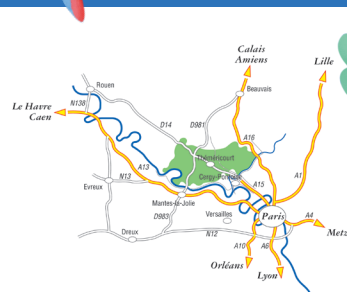 Calais
Amiens
Lille
Rouen
Beauvais
N138
Le Havre
Caen
D14
D981
A16
Théméricourt
A13
Cergy-Pontoise
A15
A1
N13
Evreux
Mantes-la-Jolie
Versailles
Paris
A4
D983
Metz
Dreux
N12
A10
A6
Orléans
Lyon